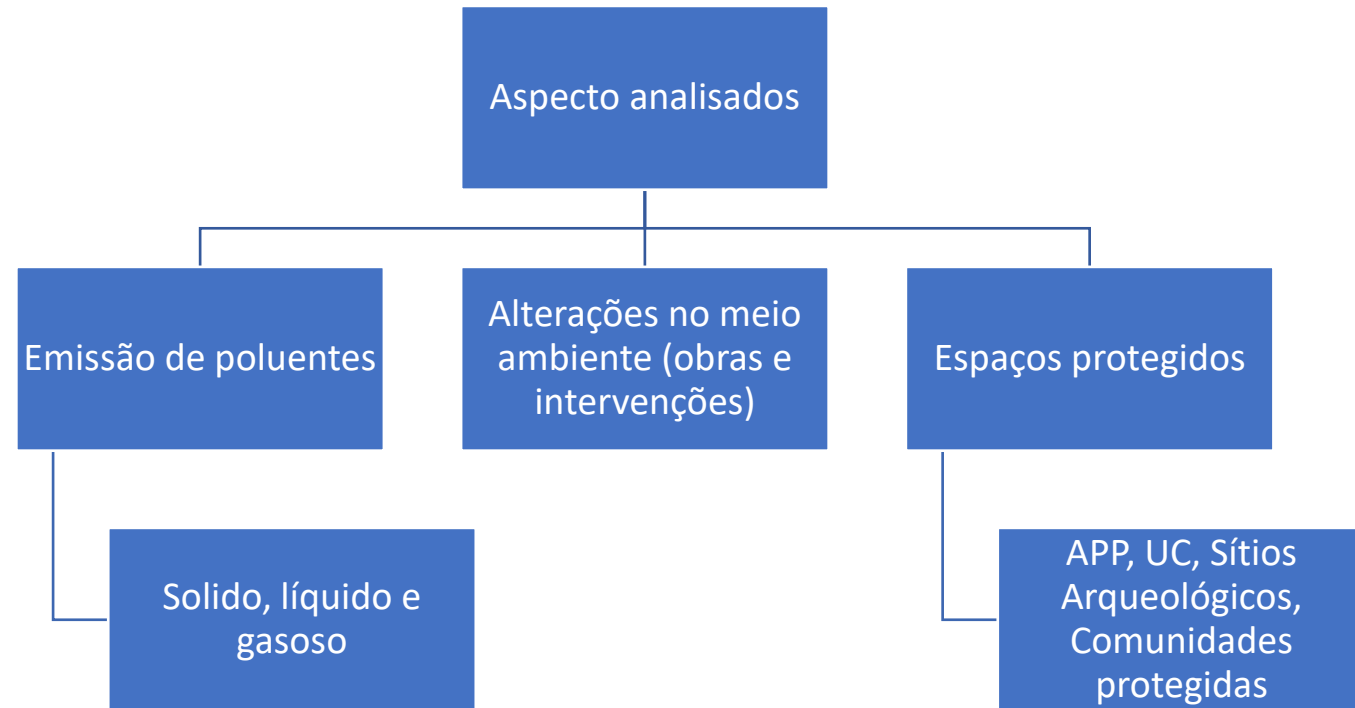 Aspecto analisados
Emissão de poluentes
Alterações no meio
ambiente (obras e
intervenções)
Espaços protegidos
Solido, líquido e
gasoso
APP, UC, Sítios
Arqueológicos,
Comunidades
protegidas